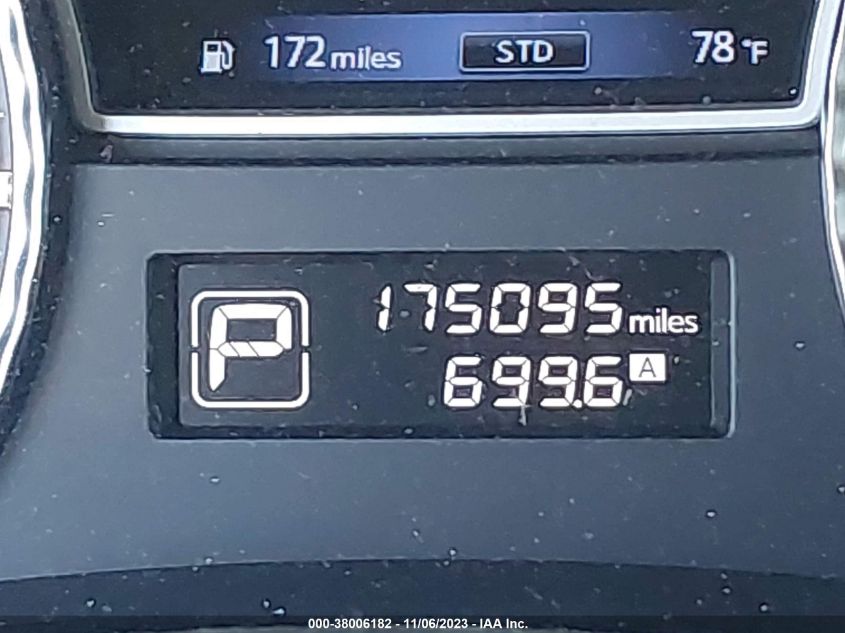 172 miles STD 78°F
P 175095 miles
699.6 A
000-38006182 - 11/06/2023 - IAA Inc.